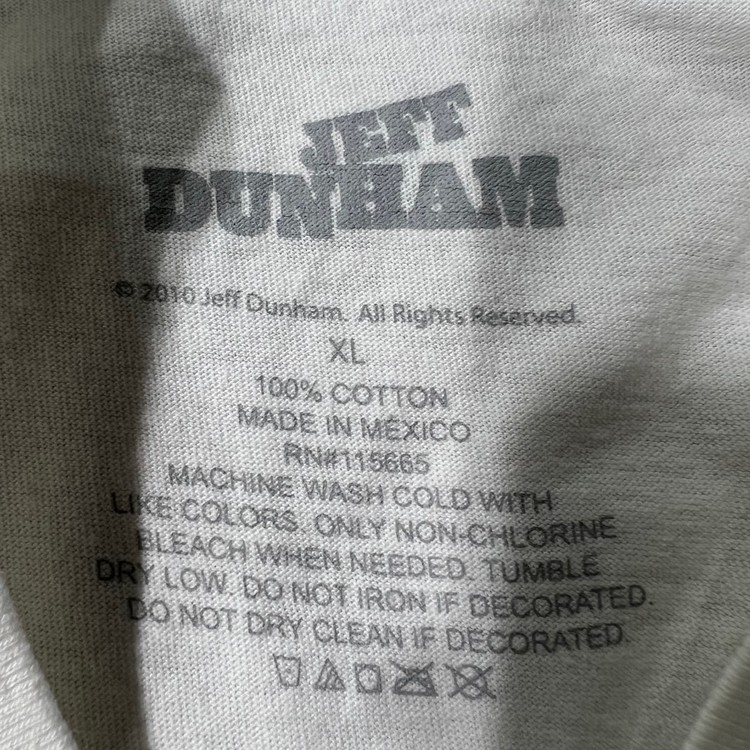 JEFF
DUNHAM
© 2010 Jeff Dunham. All Rights Reserved.
XL
100% COTTON
MADE IN MÉXICO
RN#115665
MACHINE WASH COLD WITH
LIKE COLORS. ONLY NON-CHLORINE
BLEACH WHEN NEEDED. TUMBLE
DRY LOW. DO NOT IRON IF DECORATED.
DO NOT DRY CLEAN IF DECORATED.